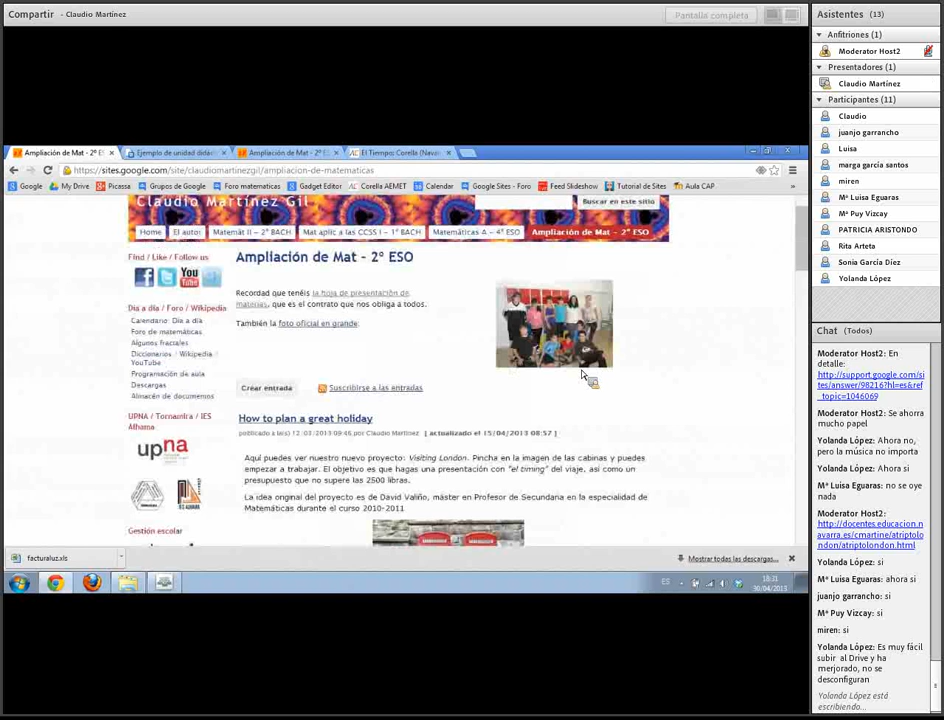 Compartir - Claudio Martínez
Pantalla completa
Ampliación de Mat - 2º ES
Ejemplo de unidad didá
Ampliación de Mat - 2º ES
El Tiempo: Corella (Nava
https://sites.google.com/site/claudiomartinezgil/ampliacion-de-matematicas
Google
My Drive
Picassa
Grupos de Google
Foro matematicas
Gadget Editor
Corella AEMET
Calendar
Google Sites - Foro
Feed Slideshow
Tutorial de Sites
Aula CAP
»
Claudio Martínez Gil
Buscar en este sitio
Home
El autor
Matemát II – 2º BACH
Mat aplic a las CCSS I – 1º BACH
Matemáticas A – 4º ESO
Ampliación de Mat – 2º ESO
Find / Like / Follow us
You
Día a día / Foro / Wikipedia
Calendario: Día a día
Foro de matemáticas
Algunos fractales
Diccionarios / Wikipedia /
YouTube
Programación de aula
Descargas
Almacén de documentos
UPNA / Tornamira / IES
Alhama
upna
Gestión escolar
Ampliación de Mat – 2º ESO
Recordad que tenéis la hoja de presentación de
materias, que es el contrato que nos obliga a todos.
También la foto oficial en grande.
Crear entrada
Suscribirse a las entradas
How to plan a great holiday
publicado a la(s) 12/03/2013 09:46 por Claudio Martínez [ actualizado el 15/04/2013 08:57 ]
Aquí puedes ver nuestro nuevo proyecto: Visiting London. Pincha en la imagen de las cabinas y puedes
empezar a trabajar. El objetivo es que hagas una presentación con "el timing" del viaje, así como un
presupuesto que no supere las 2500 libras.
La idea original del proyecto es de David Valiño, máster en Profesor de Secundaria en la especialidad de
Matemáticas durante el curso 2010-2011
facturaluz.xls
Mostrar todas las descargas...
ES
18:31
30/04/2013
Asistentes (13)
Anfitriones (1)
Moderator Host2
Presentadores (1)
Claudio Martínez
Participantes (11)
Claudio
juanjo garrancho
Luisa
marga garcía santos
miren
Mª Luisa Eguaras
Mª Puy Vizcay
PATRICIA ARISTONDO
Rita Arteta
Sonia García Díez
Yolanda López
Chat (Todos)
Moderator Host2: En
detalle:
http://support.google.com/si
tes/answer/98216?hl=es&ref
_topic=1046069
Moderator Host2: Se ahorra
mucho papel
Yolanda López: Ahora no,
pero la música no importa
Yolanda López: Ahora si
Mª Luisa Eguaras: no se oye
nada
Moderator Host2:
http://docentes.educacion.n
avarra.es/cmartine/atriptolo
ndon/atriptolondon.html
Yolanda López: si
Mª Luisa Eguaras: ahora si
juanjo garrancho: si
Mª Puy Vizcay: si
miren: si
Yolanda López: Es muy fácil
subir al Drive y ha
merjorado, no se
desconfiguran
Yolanda López está
escribiendo...